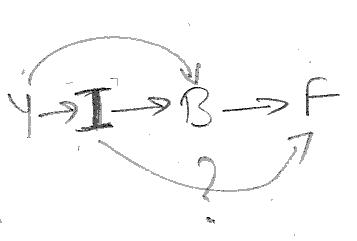 Y → I → B → F
?